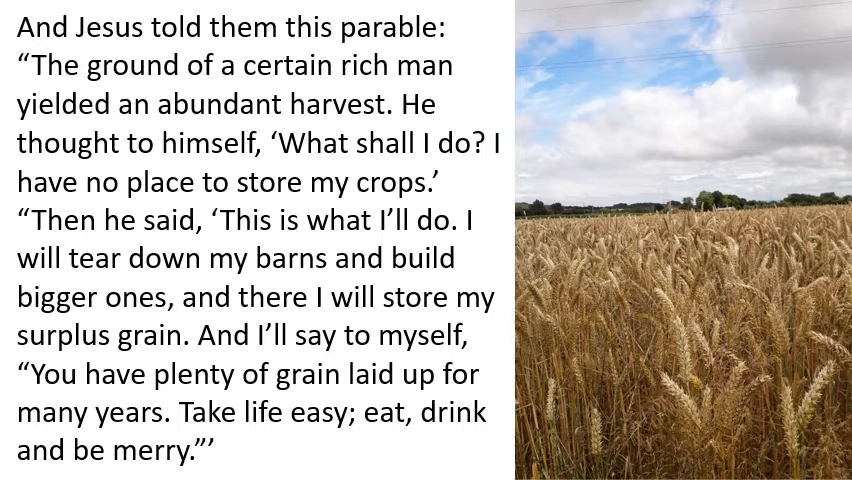 And Jesus told them this parable:
“The ground of a certain rich man
yielded an abundant harvest. He
thought to himself, ‘What shall I do? I
have no place to store my crops.’
“Then he said, ‘This is what I’ll do. I
will tear down my barns and build
bigger ones, and there I will store my
surplus grain. And I’ll say to myself,
“You have plenty of grain laid up for
many years. Take life easy; eat, drink
and be merry.”’